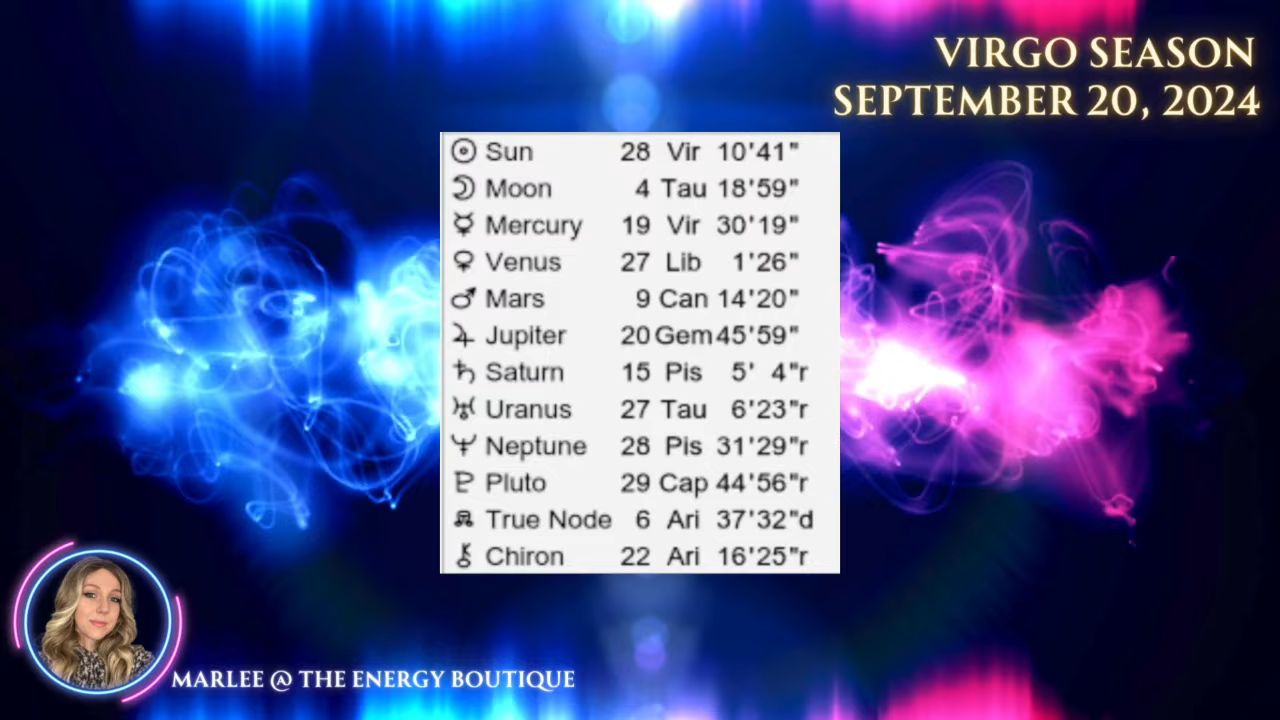 VIRGO SEASON
SEPTEMBER 20, 2024
Sun 28 Vir 10'41"
Moon 4 Tau 18'59"
Mercury 19 Vir 30'19"
Venus 27 Lib 1'26"
Mars 9 Can 14'20"
Jupiter 20 Gem 45'59"
Saturn 15 Pis 5' 4"r
Uranus 27 Tau 6'23"r
Neptune 28 Pis 31'29"r
Pluto 29 Cap 44'56"r
True Node 6 Ari 37'32"d
Chiron 22 Ari 16'25"r
MARLEE @ THE ENERGY BOUTIQUE